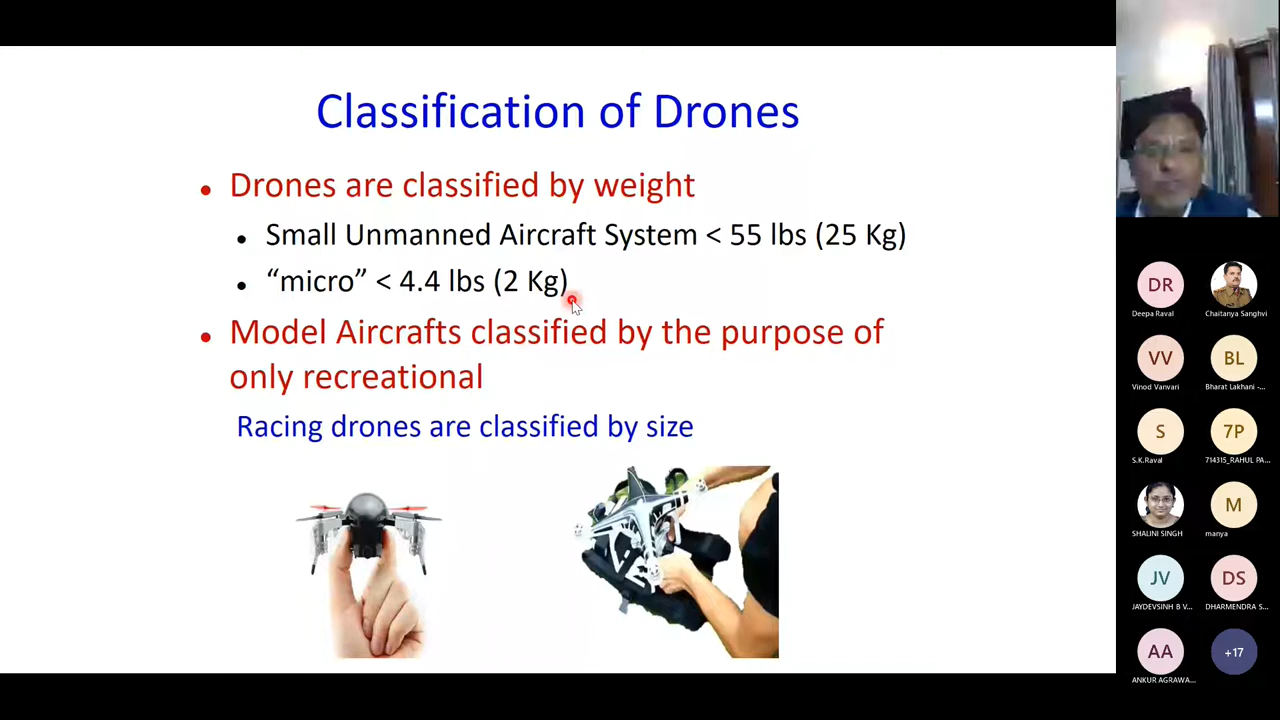 Classification of Drones
• Drones are classified by weight
• Small Unmanned Aircraft System < 55 lbs (25 Kg)
• “micro” < 4.4 lbs (2 Kg)
• Model Aircrafts classified by the purpose of
only recreational
Racing drones are classified by size
DR
Deepa Raval
Chaitanya Sanghvi
VV
Vinod Vanvari
BL
Bharat Lakhani -...
S
S.K.Raval
7P
714315_RAHUL PA...
SHALINI SINGH
M
manya
JV
JAYDEVSINH B V...
DS
DHARMENDRA S...
AA
ANKUR AGRAWA...
+17